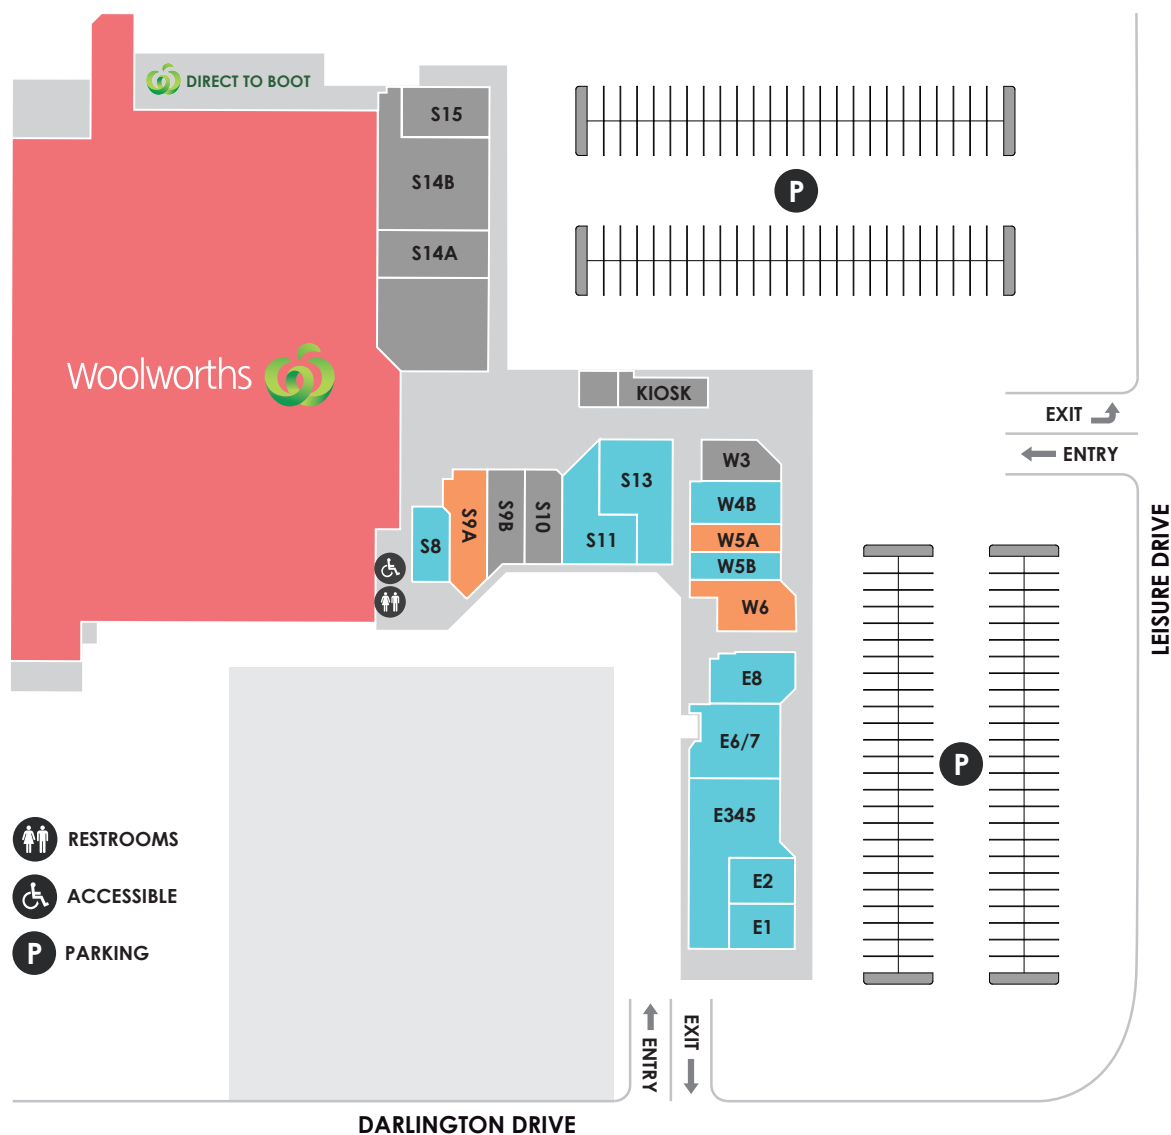 DIRECT TO BOOT
S15
P
S14B
S14A
Woolworths
KIOSK
EXIT
ENTRY
W3
S13
W4B
S9A
S9B
S10
S8
S11
W5A
W5B
W6
LEISURE DRIVE
E8
E6/7
P
E345
RESTROOMS
E2
ACCESSIBLE
E1
P
PARKING
ENTRY
EXIT
DARLINGTON DRIVE